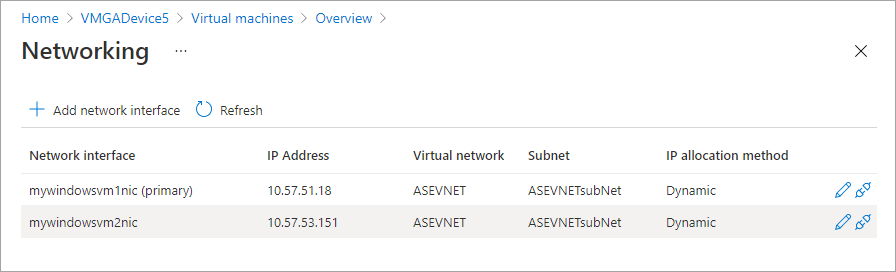 Home > VMGADevice5 > Virtual machines > Overview >
Networking ...
Add network interface Refresh
Network interface IP Address Virtual network Subnet IP allocation method
mywindowsvm1nic (primary) 10.57.51.18 ASEVNET ASEVNETsubNet Dynamic
mywindowsvm2nic 10.57.53.151 ASEVNET ASEVNETsubNet Dynamic